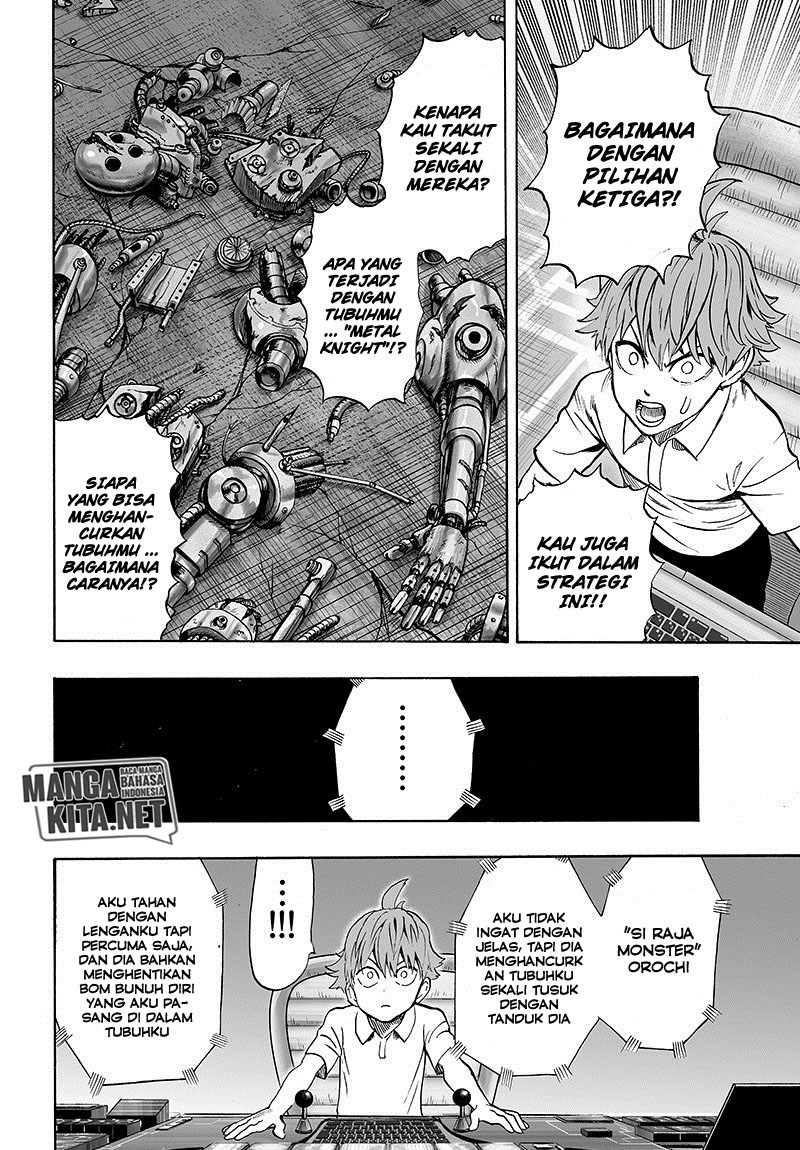 BAGAIMANA
DENGAN
PILIHAN
KETIGA?!
KAU JUGA
IKUT DALAM
STRATEGI
INI!!
KENAPA
KAU TAKUT
SEKALI
DENGAN
MEREKA?
APA YANG
TERJADI
DENGAN
TUBUHMU
... "METAL
KNIGHT"!?
SIAPA
YANG BISA
MENGHAN-
CURKAN
TUBUHMU ...
BAGAIMANA
CARANYA!?
.........
MANGA
BACA MANGA
BAHASA
INDONESIA
KITA.NET
"SI RAJA
MONSTER"
OROCHI
AKU TIDAK
INGAT DENGAN
JELAS, TAPI DIA
MENGHANCURK
AN TUBUHKU
SEKALI TUSUK
DENGAN
TANDUK DIA
...
!!!
AKU TAHAN
DENGAN
LENGANKU TAPI
PERCUMA SAJA,
DAN DIA BAHKAN
MENGHENTIKAN
BOM BUNUH DIRI
YANG AKU PA-
SANG DI DALAM
TUBUHKU